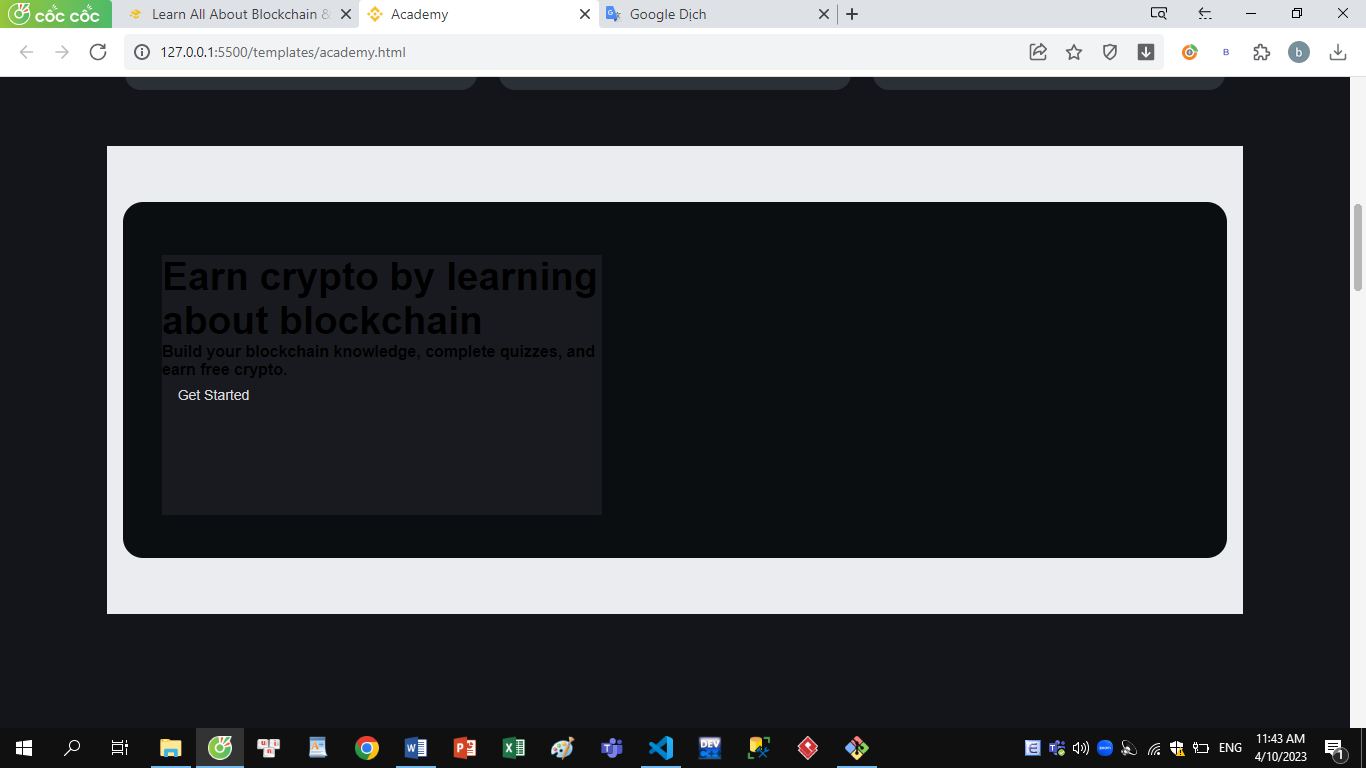 cốc cốc
Learn All About Blockchain &
Academy
Google Dịch
127.0.0.1:5500/templates/academy.html
B
b
Earn crypto by learning
about blockchain
Build your blockchain knowledge, complete quizzes, and
earn free crypto.
Get Started
DEV
ENG
11:43 AM
4/10/2023
1